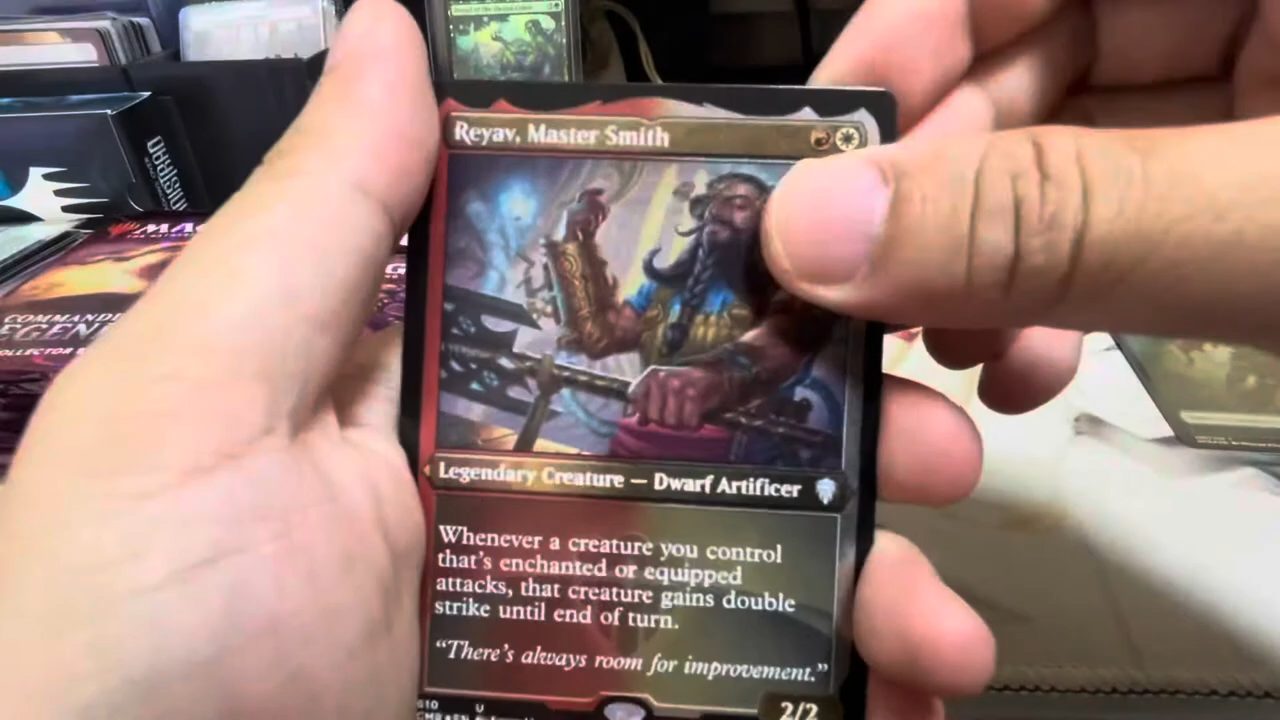 Reyav, Master Smith
Legendary Creature — Dwarf Artificer
Whenever a creature you control
that's enchanted or equipped
attacks, that creature gains double
strike until end of turn.
"There's always room for improvement."
2/2
610 U